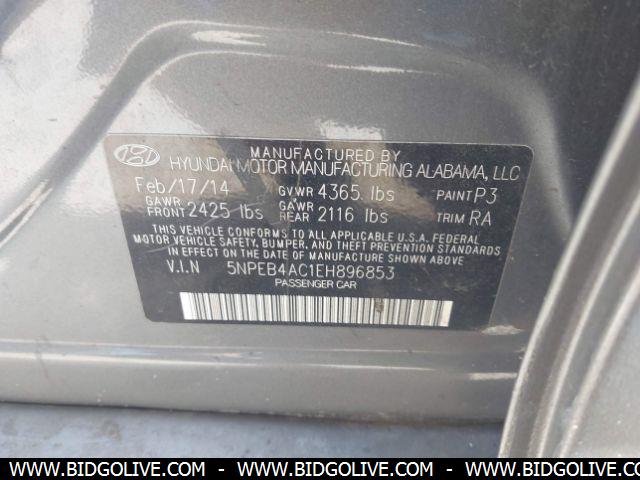 MANUFACTURED BY
HYUNDAI MOTOR MANUFACTURING ALABAMA, LLC
Feb/17/14 GVWR 4365 lbs PAINT P3
GAWR FRONT 2425 lbs GAWR REAR 2116 lbs TRIM RA
THIS VEHICLE CONFORMS TO ALL APPLICABLE U.S.A. FEDERAL
MOTOR VEHICLE SAFETY, BUMPER, AND THEFT PREVENTION STANDARDS
IN EFFECT ON THE DATE OF MANUFACTURE SHOWN ABOVE.
V.I.N 5NPEB4AC1EH896853
PASSENGER CAR
WWW.BIDGOLIVE.COM - WWW.BIDGOLIVE.COM - WWW.BIDGOLIVE.COM